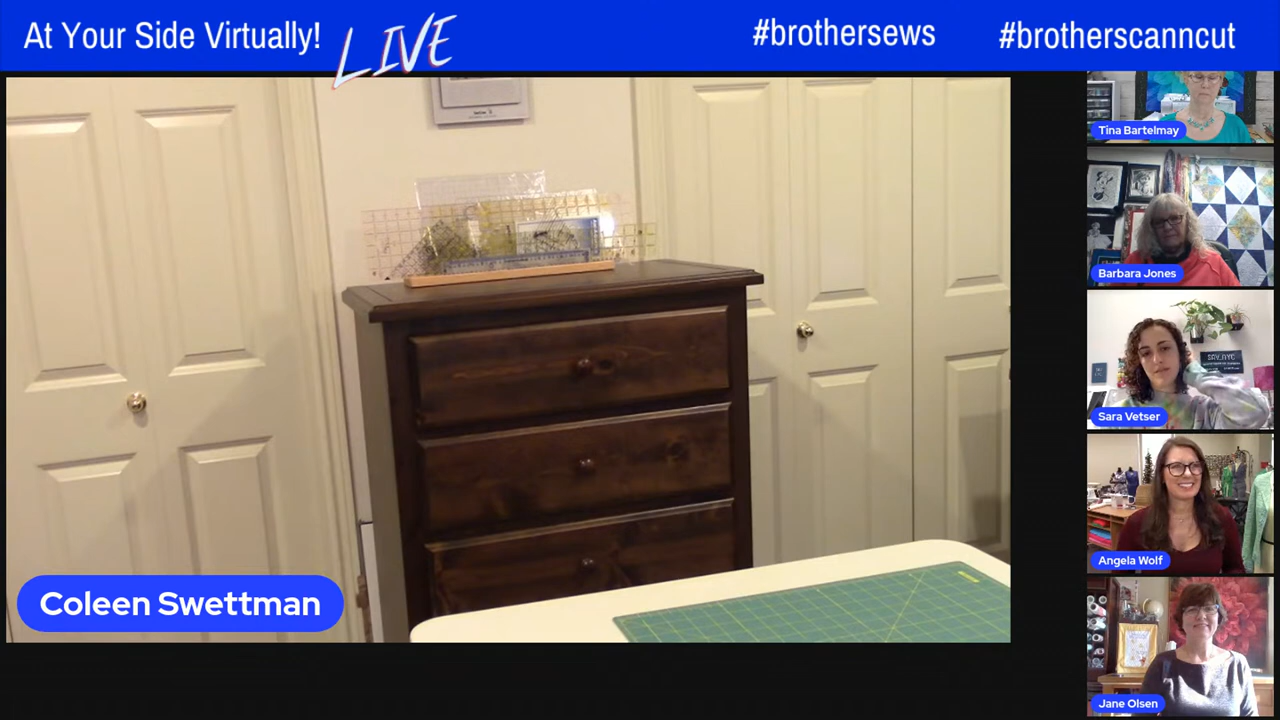 At Your Side Virtually!
LIVE
#brothersews
#brotherscanncut
Tina Bartelmay
Barbara Jones
Sara Vetser
Angela Wolf
Jane Olsen
Coleen Swettman